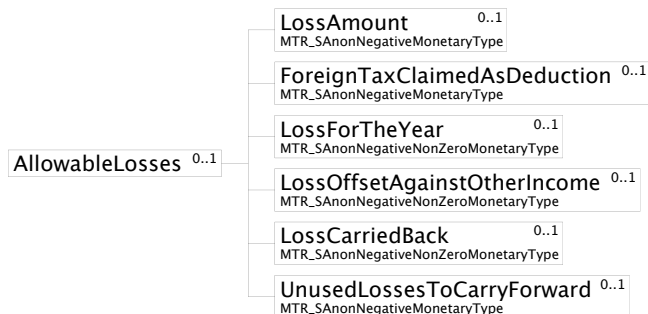 LossAmount 0..1
MTR_SAnonNegativeMonetaryType
ForeignTaxClaimedAsDeduction 0..1
MTR_SAnonNegativeMonetaryType
LossForTheYear 0..1
MTR_SAnonNegativeNonZeroMonetaryType
AllowableLosses 0..1
LossOffsetAgainstOtherIncome 0..1
MTR_SAnonNegativeNonZeroMonetaryType
LossCarriedBack 0..1
MTR_SAnonNegativeNonZeroMonetaryType
UnusedLossesToCarryForward 0..1
MTR_SAnonNegativeMonetaryType